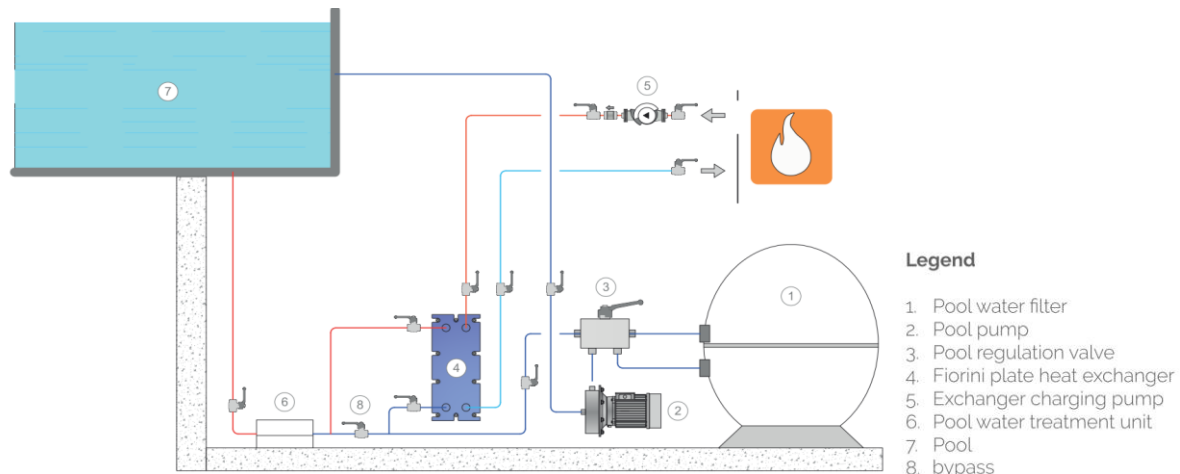 7
5
3
1
4
6
8
2
Legend
1. Pool water filter
2. Pool pump
3. Pool regulation valve
4. Fiorini plate heat exchanger
5. Exchanger charging pump
6. Pool water treatment unit
7. Pool
8. bypass